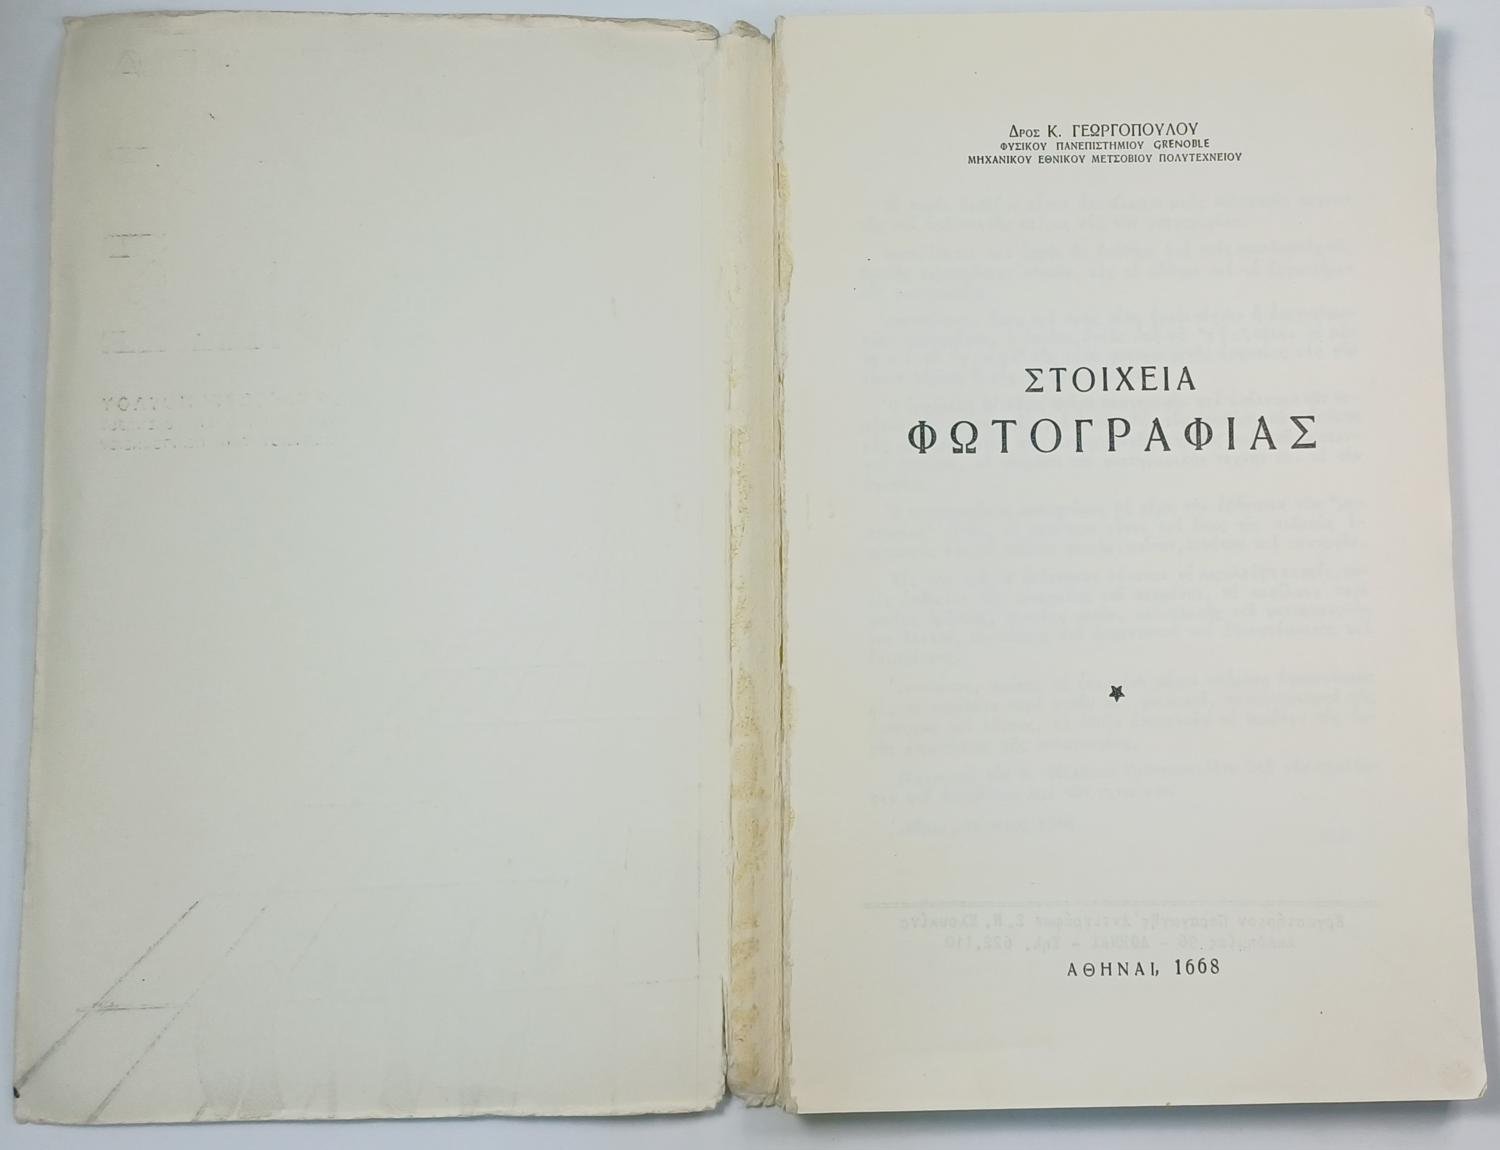 Δρος Κ. ΓΕΩΡΓΟΠΟΥΛΟΥ
ΦΥΣΙΚΟΥ ΠΑΝΕΠΙΣΤΗΜΙΟΥ GRENOBLE
ΜΗΧΑΝΙΚΟΥ ΕΘΝΙΚΟΥ ΜΕΤΣΟΒΙΟΥ ΠΟΛΥΤΕΧΝΕΙΟΥ
ΣΤΟΙΧΕΙΑ
ΦΩΤΟΓΡΑΦΙΑΣ
ΑΘΗΝΑΙ, 1668